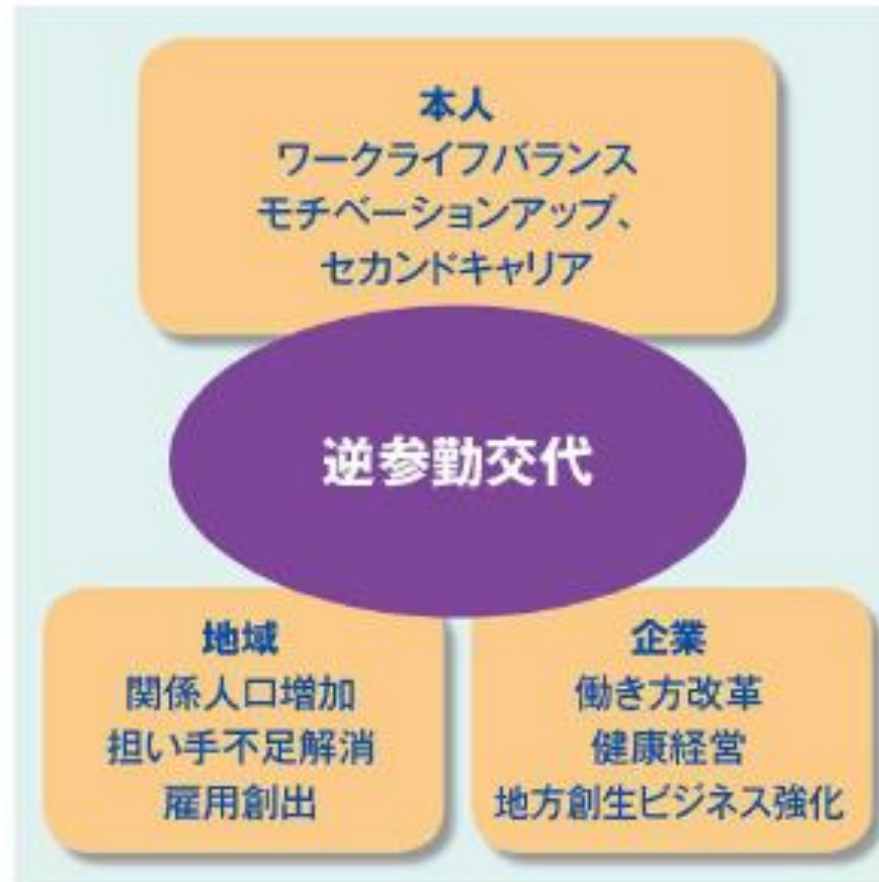 本人
ワークライフバランス
モチベーションアップ、
セカンドキャリア
逆参勤交代
地域
関係人口増加
担い手不足解消
雇用創出
企業
働き方改革
健康経営
地方創生ビジネス強化